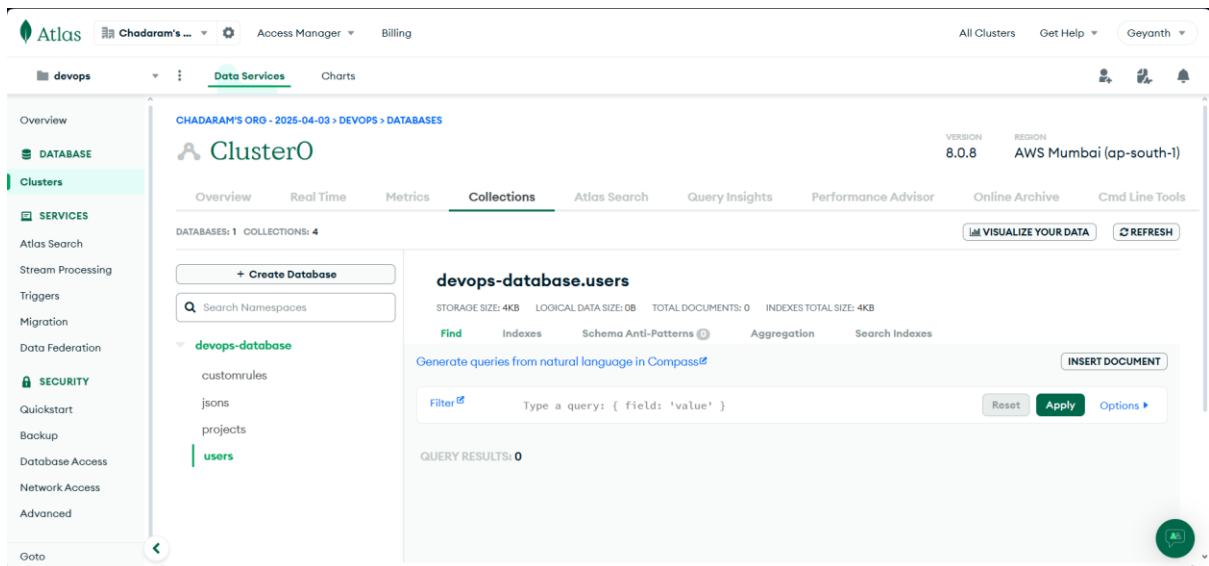 Atlas
Chadaram's ...
Access Manager
Billing
All Clusters
Get Help
Geyanth
devops
Data Services
Charts
Overview
DATABASE
Clusters
SERVICES
Atlas Search
Stream Processing
Triggers
Migration
Data Federation
SECURITY
Quickstart
Backup
Database Access
Network Access
Advanced
Goto
CHADARAM'S ORG - 2025-04-03 > DEVOPS > DATABASES
Cluster0
VERSION
8.0.8
REGION
AWS Mumbai (ap-south-1)
Overview
Real Time
Metrics
Collections
Atlas Search
Query Insights
Performance Advisor
Online Archive
Cmd Line Tools
DATABASES: 1 COLLECTIONS: 4
VISUALIZE YOUR DATA
REFRESH
+ Create Database
Search Namespaces
devops-database
customrules
jsons
projects
users
devops-database.users
STORAGE SIZE: 4KB LOGICAL DATA SIZE: 0B TOTAL DOCUMENTS: 0 INDEXES TOTAL SIZE: 4KB
Find
Indexes
Schema Anti-Patterns 0
Aggregation
Search Indexes
Generate queries from natural language in Compass
INSERT DOCUMENT
Filter
Type a query: { field: 'value' }
Reset
Apply
Options
QUERY RESULTS: 0